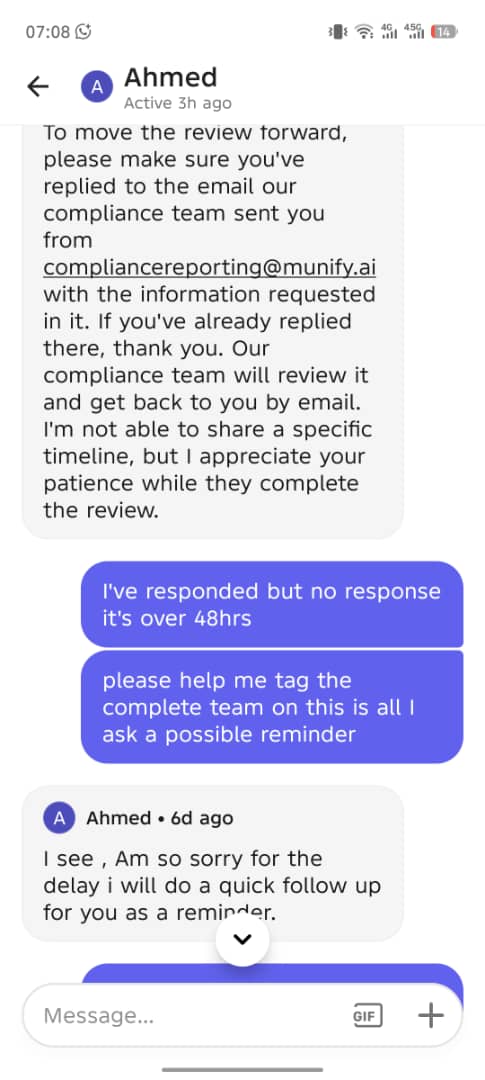 07:08
4G 4.5G 14
A Ahmed
Active 3h ago
To move the review forward,
please make sure you've
replied to the email our
compliance team sent you
from
compliancereporting@munify.ai
with the information requested
in it. If you've already replied
there, thank you. Our
compliance team will review it
and get back to you by email.
I'm not able to share a specific
timeline, but I appreciate your
patience while they complete
the review.
I've responded but no response
it's over 48hrs
please help me tag the
complete team on this is all I
ask a possible reminder
A Ahmed • 6d ago
I see , Am so sorry for the
delay i will do a quick follow up
for you as a reminder.
Message...
GIF